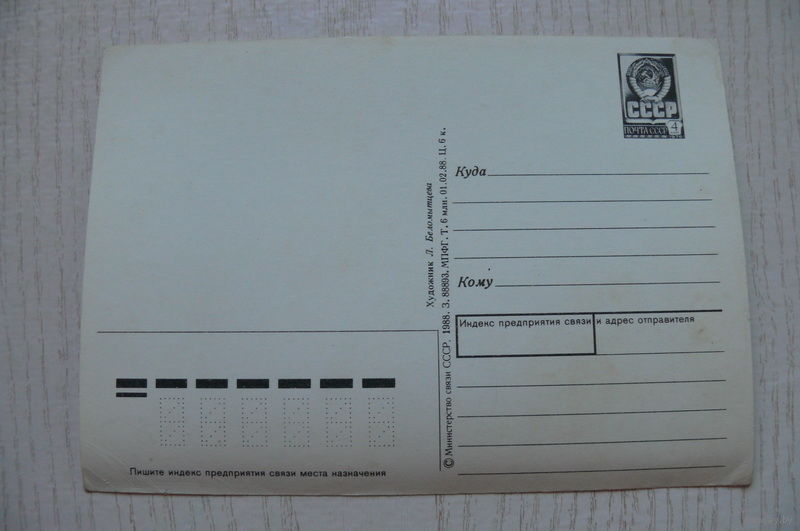 СССР
ПОЧТА СССР 4
Куда
Кому
Индекс предприятия связи и адрес отправителя
Художник Л. Беломытцева
© Министерство связи СССР. 1988. З. 88893. МПФГ. Т. 6 млн. 01.02.88. Ц. 6 к.
Пишите индекс предприятия связи места назначения